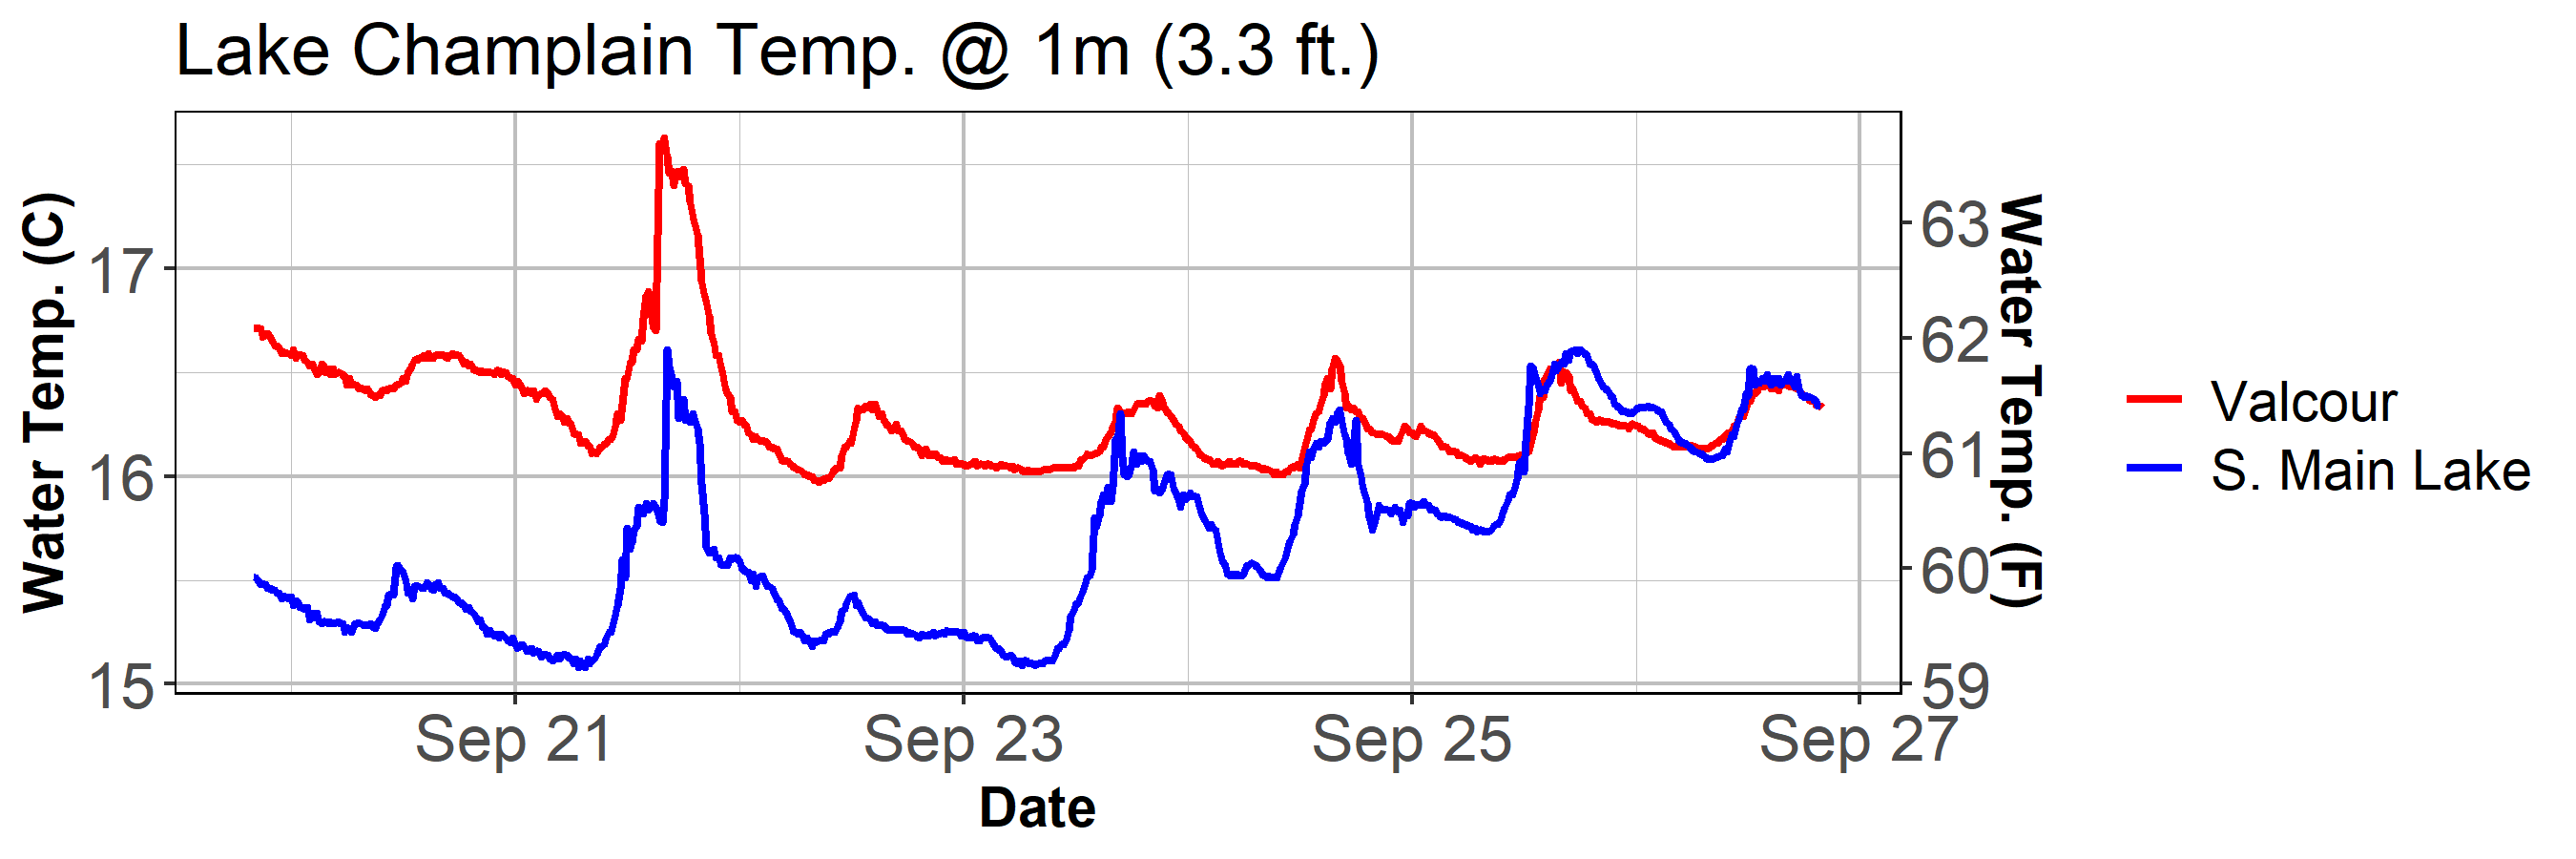 Lake Champlain Temp. @ 1m (3.3 ft.)
Water Temp. (C)
17
16
15
63
62
61
60
59
Water Temp. (F)
Sep 21
Sep 23
Sep 25
Sep 27
Date
Valcour
S. Main Lake